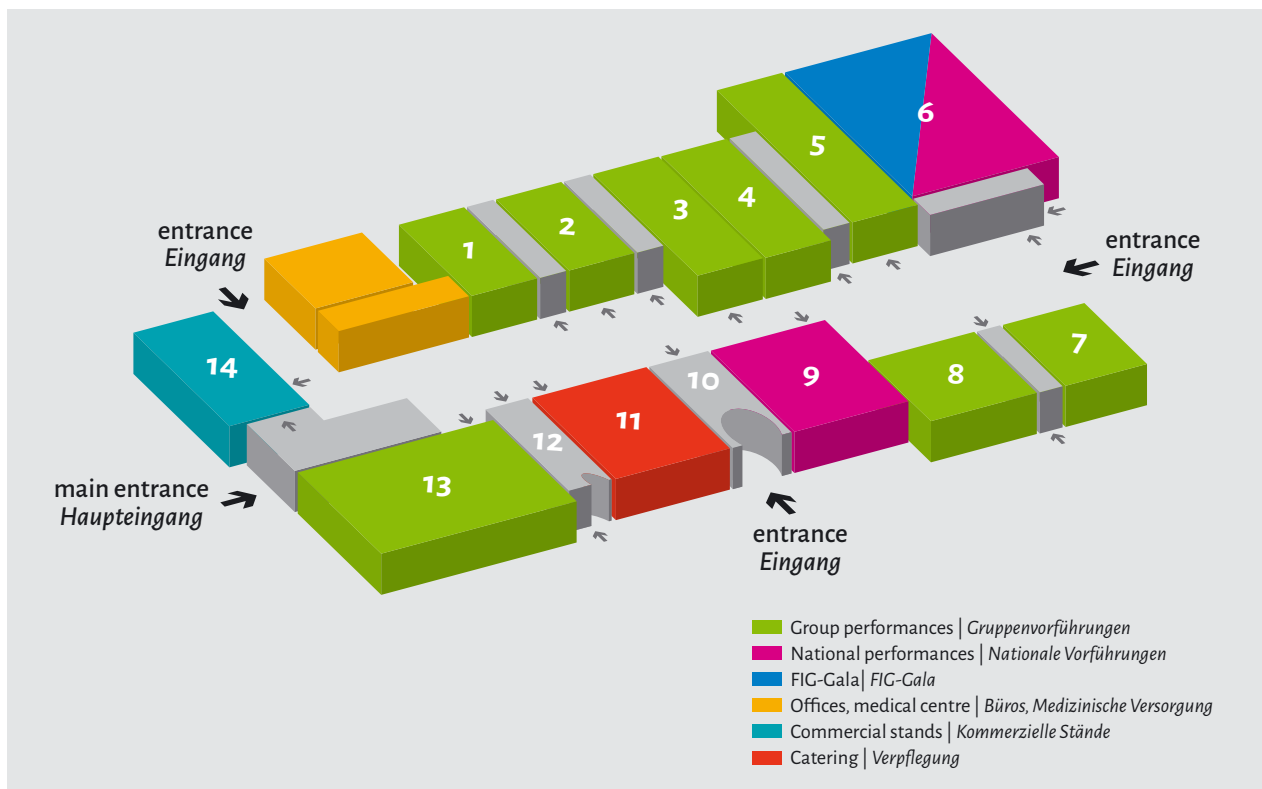 6
5
4
3
2
1
entrance
Eingang
entrance
Eingang
14
7
8
9
10
11
12
13
main entrance
Haupteingang
entrance
Eingang
Group performances | Gruppenvorführungen
National performances | Nationale Vorführungen
FIG-Gala| FIG-Gala
Offices, medical centre | Büros, Medizinische Versorgung
Commercial stands | Kommerzielle Stände
Catering | Verpflegung